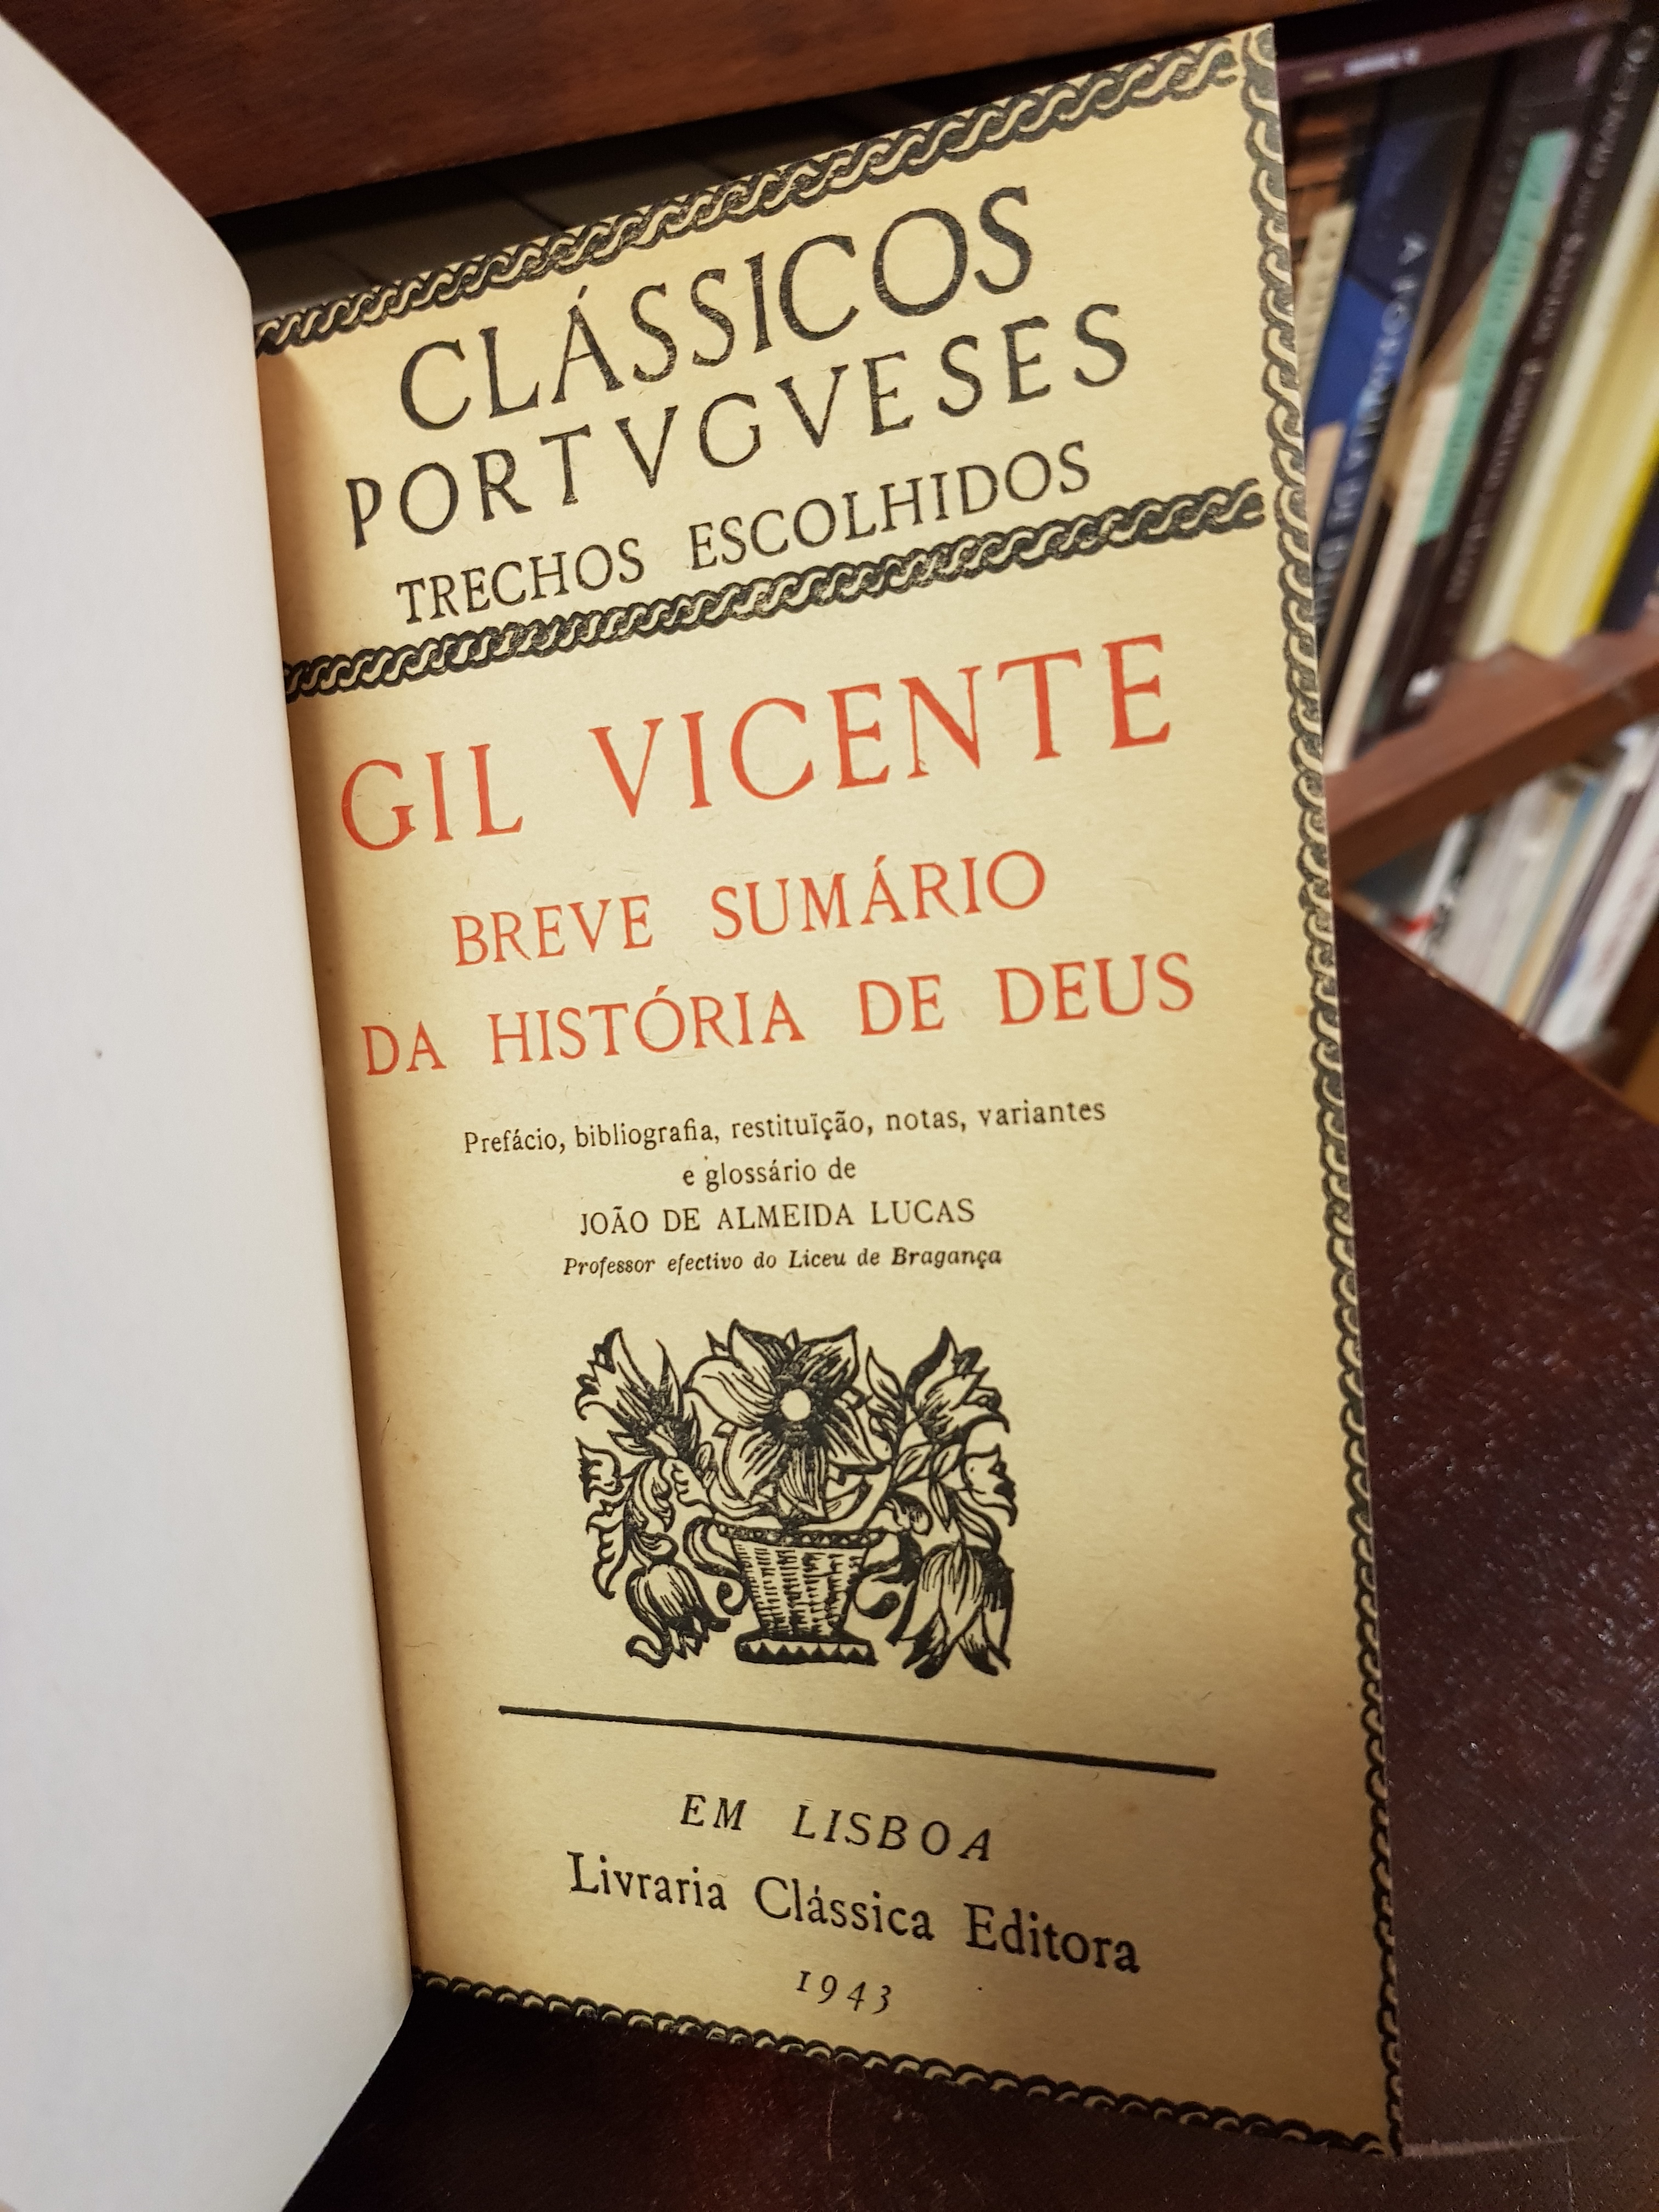 CLÁSSICOS
PORTVGVESES
TRECHOS ESCOLHIDOS
GIL VICENTE
BREVE SUMÁRIO
DA HISTÓRIA DE DEUS
Prefácio, bibliografia, restituïção, notas, variantes
e glossário de
JOÃO DE ALMEIDA LUCAS
Professor efectivo do Liceu de Bragança
EM LISBOA
Livraria Clássica Editora
1943